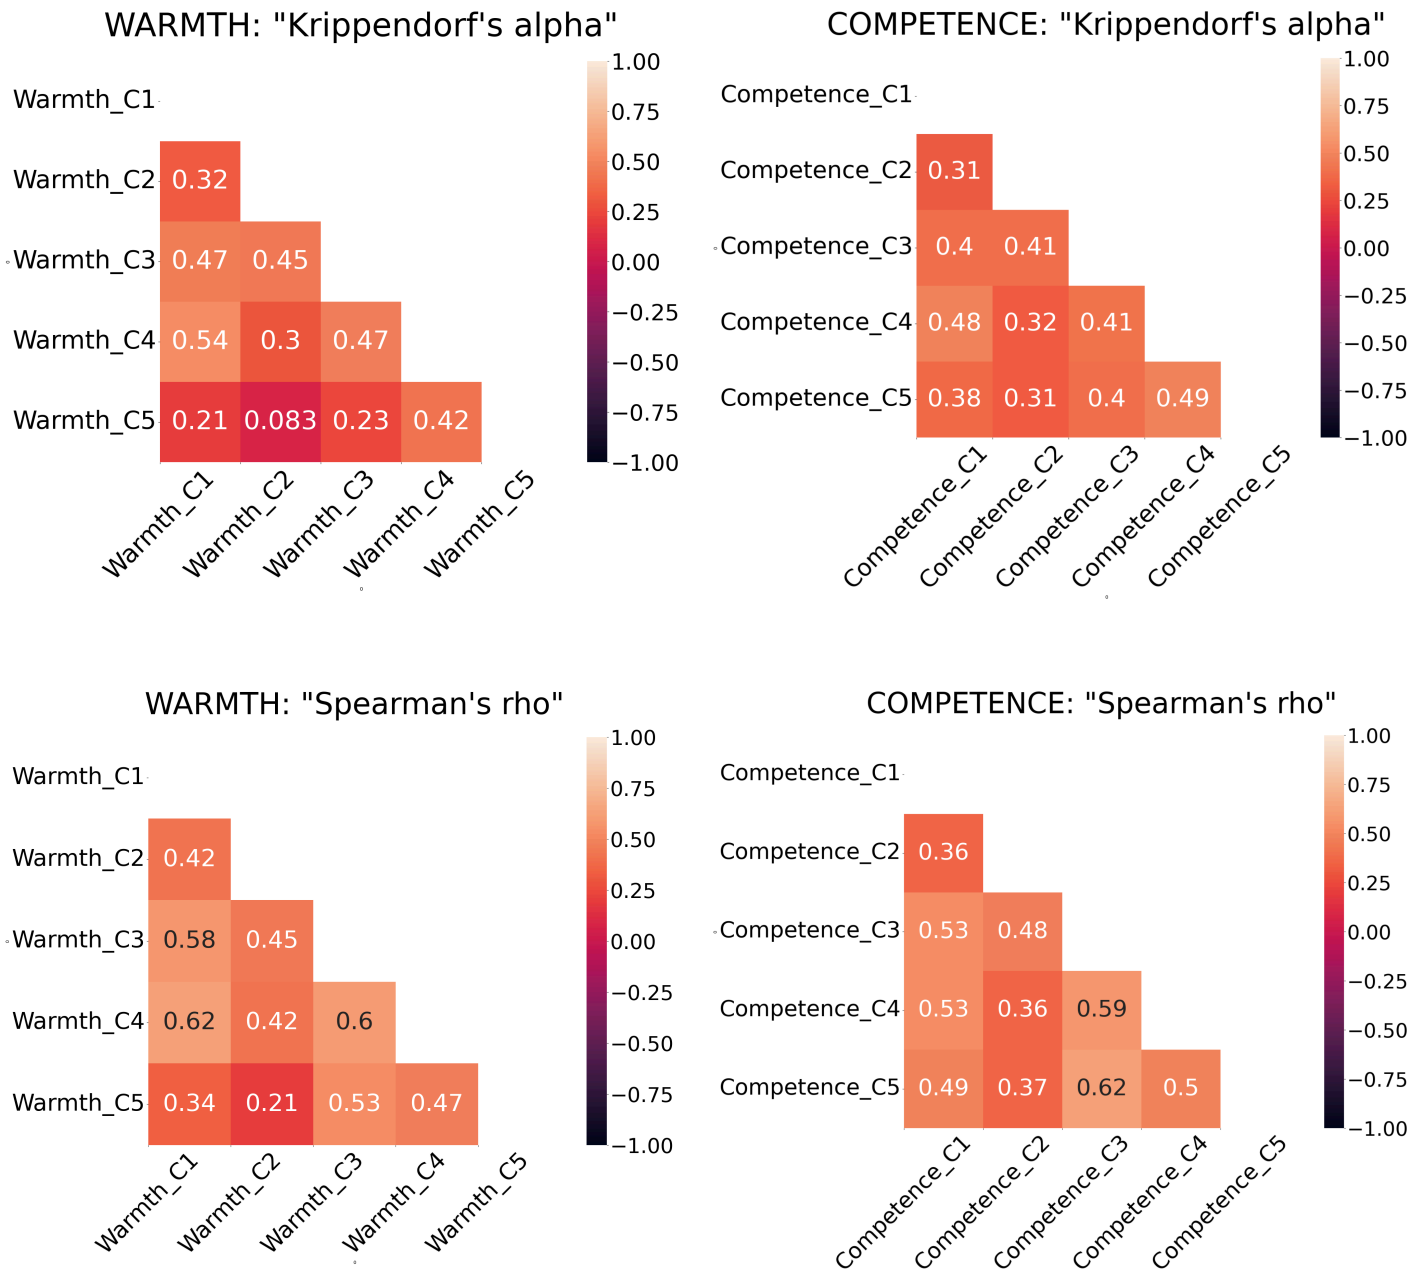 WARMTH: "Krippendorf's alpha"
Warmth_C1
Warmth_C2 0.32
Warmth_C3 0.47 0.45
Warmth_C4 0.54 0.3 0.47
Warmth_C5 0.21 0.083 0.23 0.42
Warmth_C1 Warmth_C2 Warmth_C3 Warmth_C4 Warmth_C5
1.00
0.75
0.50
0.25
0.00
−0.25
−0.50
−0.75
−1.00
COMPETENCE: "Krippendorf's alpha"
Competence_C1
Competence_C2 0.31
Competence_C3 0.4 0.41
Competence_C4 0.48 0.32 0.41
Competence_C5 0.38 0.31 0.4 0.49
Competence_C1 Competence_C2 Competence_C3 Competence_C4 Competence_C5
1.00
0.75
0.50
0.25
0.00
−0.25
−0.50
−0.75
−1.00
WARMTH: "Spearman's rho"
Warmth_C1
Warmth_C2 0.42
Warmth_C3 0.58 0.45
Warmth_C4 0.62 0.42 0.6
Warmth_C5 0.34 0.21 0.53 0.47
Warmth_C1 Warmth_C2 Warmth_C3 Warmth_C4 Warmth_C5
1.00
0.75
0.50
0.25
0.00
−0.25
−0.50
−0.75
−1.00
COMPETENCE: "Spearman's rho"
Competence_C1
Competence_C2 0.36
Competence_C3 0.53 0.48
Competence_C4 0.53 0.36 0.59
Competence_C5 0.49 0.37 0.62 0.5
Competence_C1 Competence_C2 Competence_C3 Competence_C4 Competence_C5
1.00
0.75
0.50
0.25
0.00
−0.25
−0.50
−0.75
−1.00